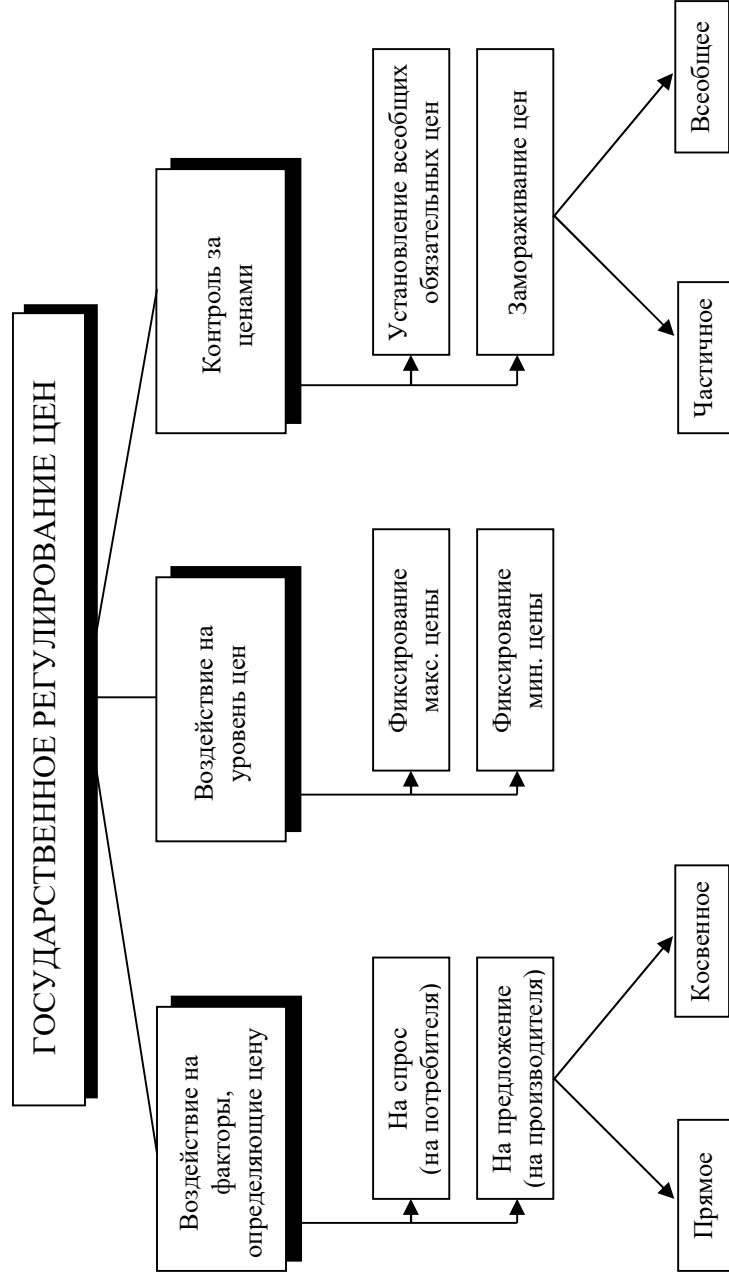 ГОСУДАРСТВЕННОЕ РЕГУЛИРОВАНИЕ ЦЕН
Воздействие на
факторы,
определяющие цену
Воздействие на
уровень цен
Контроль за
ценами
На спрос
(на потребителя)
Фиксирование
макс. цены
Установление всеобщих
обязательных цен
На предложение
(на производителя)
Фиксирование
мин. цены
Замораживание цен
Прямое
Косвенное
Частичное
Всеобщее